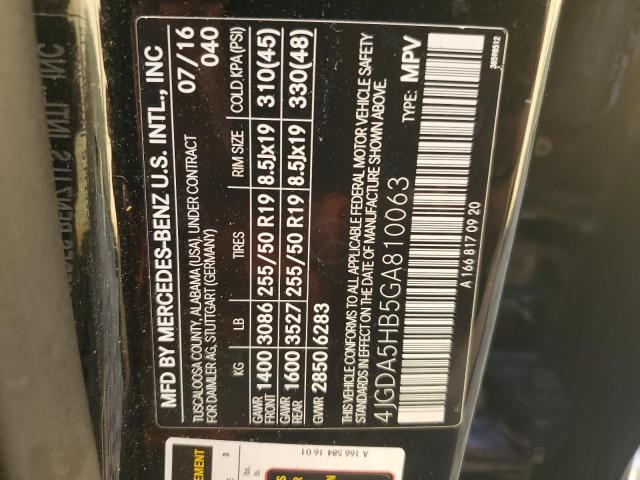 MFD BY MERCEDES-BENZ U.S. INTL., INC
TUSCALOOSA COUNTY, ALABAMA (USA), UNDER CONTRACT
FOR DAIMLER AG, STUTTGART (GERMANY)
07/16
040
KG LB TIRES RIM SIZE COLD, KPA (PSI)
GAWR FRONT 1400 3086 255/50 R19 8.5Jx19 310(45)
GAWR REAR 1600 3527 255/50 R19 8.5Jx19 330(48)
GVWR 2850 6283
THIS VEHICLE CONFORMS TO ALL APPLICABLE FEDERAL MOTOR VEHICLE SAFETY
STANDARDS IN EFFECT ON THE DATE OF MANUFACTURE SHOWN ABOVE.
4JGDA5HB5GA810063
TYPE: MPV
A 166 817 09 20
38598512
A 166 584 16 01